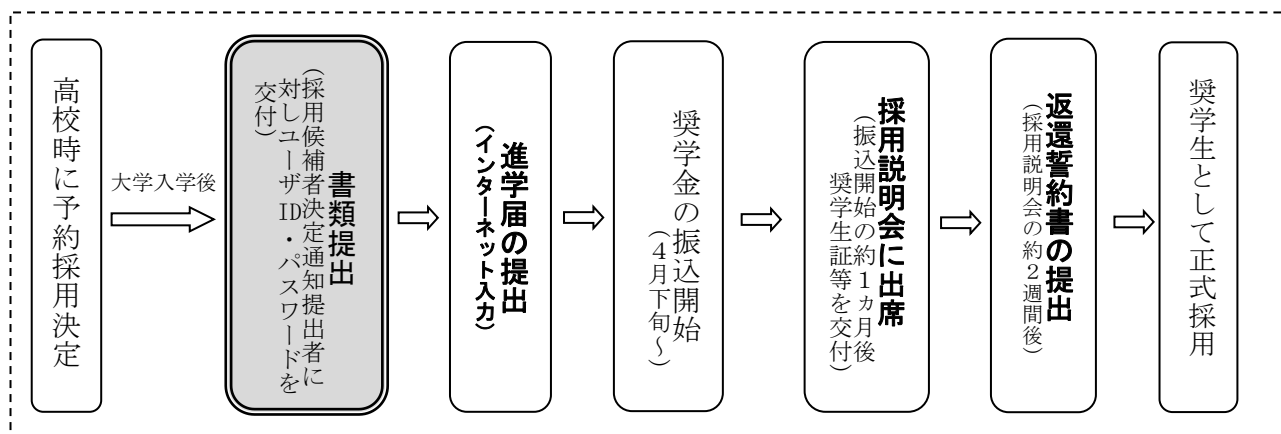 高校時に予約採用決定
大学入学後
書類提出
（採用候補者決定通知提出者に
対しユーザID・パスワードを
交付）
進学届の提出
（インターネット入力）
奨学金の振込開始
（４月下旬～）
採用説明会に出席
（振込開始の約１ヵ月後
奨学生証等を交付）
返還誓約書の提出
（採用説明会の約２週間後）
奨学生として正式採用